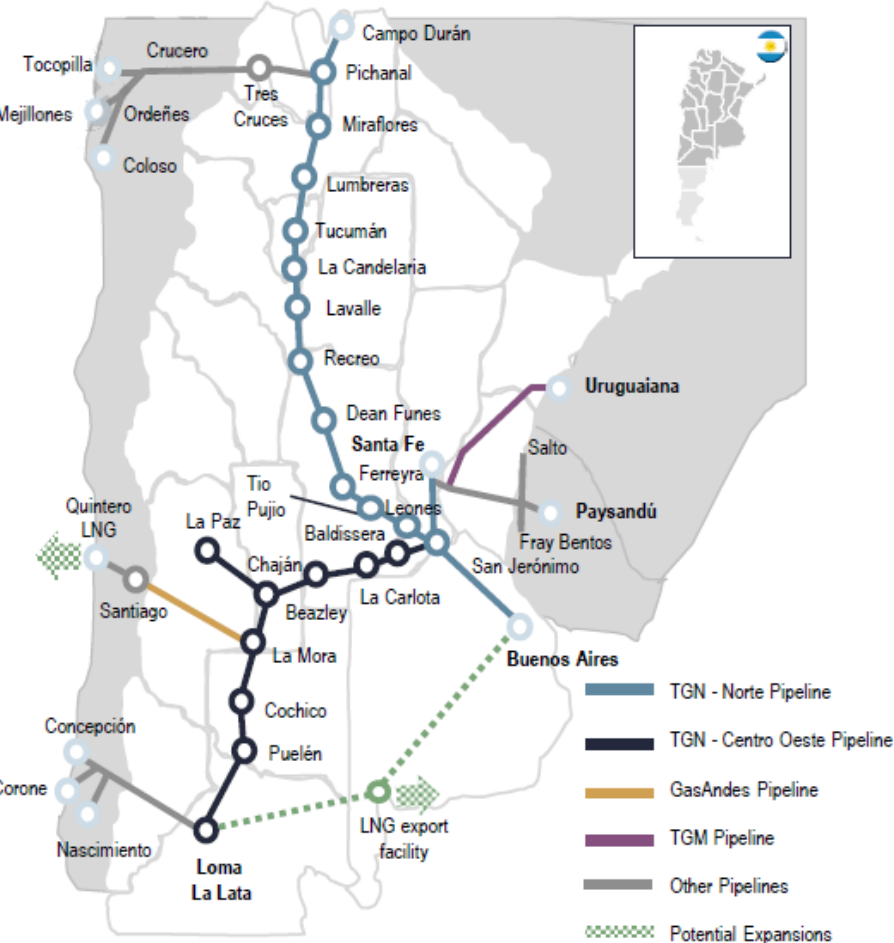 Campo Durán
Crucero
Tocopilla
Pichanal
Tres
Cruces
Mejillones
Ordeñes
Miraflores
Coloso
Lumbreras
Tucumán
La Candelaria
Lavalle
Recreo
Uruguaiana
Dean Funes
Santa Fe
Salto
Ferreyra
Tio
Pujio
Leones
Paysandú
Quintero
LNG
La Paz
Baldissera
Fray Bentos
Chaján
San Jerónimo
Santiago
Beazley
La Carlota
La Mora
Buenos Aires
TGN - Norte Pipeline
Cochico
Concepción
TGN - Centro Oeste Pipeline
Puelén
Corone
GasAndes Pipeline
LNG export
facility
TGM Pipeline
Nascimiento
Loma
La Lata
Other Pipelines
Potential Expansions